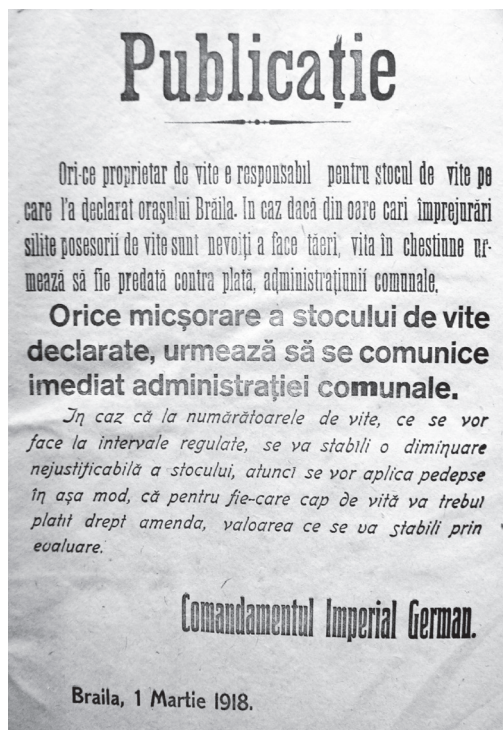 Publicație
Ori-ce proprietar de vite e responsabil pentru stocul de vite pe
care l'a declarat orașului Brăila. In caz dacă din oare cari împrejurări
silite posesorii de vite sunt nevoiți a face tăeri, vita în chestiune ur-
mează să fie predată contra plată, administrațiunii comunale.
Orice micșorare a stocului de vite
declarate, urmează să se comunice
imediat administrației comunale.
In caz că la numărătoarele de vite, ce se vor
face la intervale regulate, se va stabili o diminuare
nejustificabilă a stocului, atunci se vor aplica pedepse
în așa mod, că pentru fie-care cap de vită va trebui
platit drept amenda, valoarea ce se va stabili prin
evaluare.
Comandamentul Imperial German.
Braila, 1 Martie 1918.